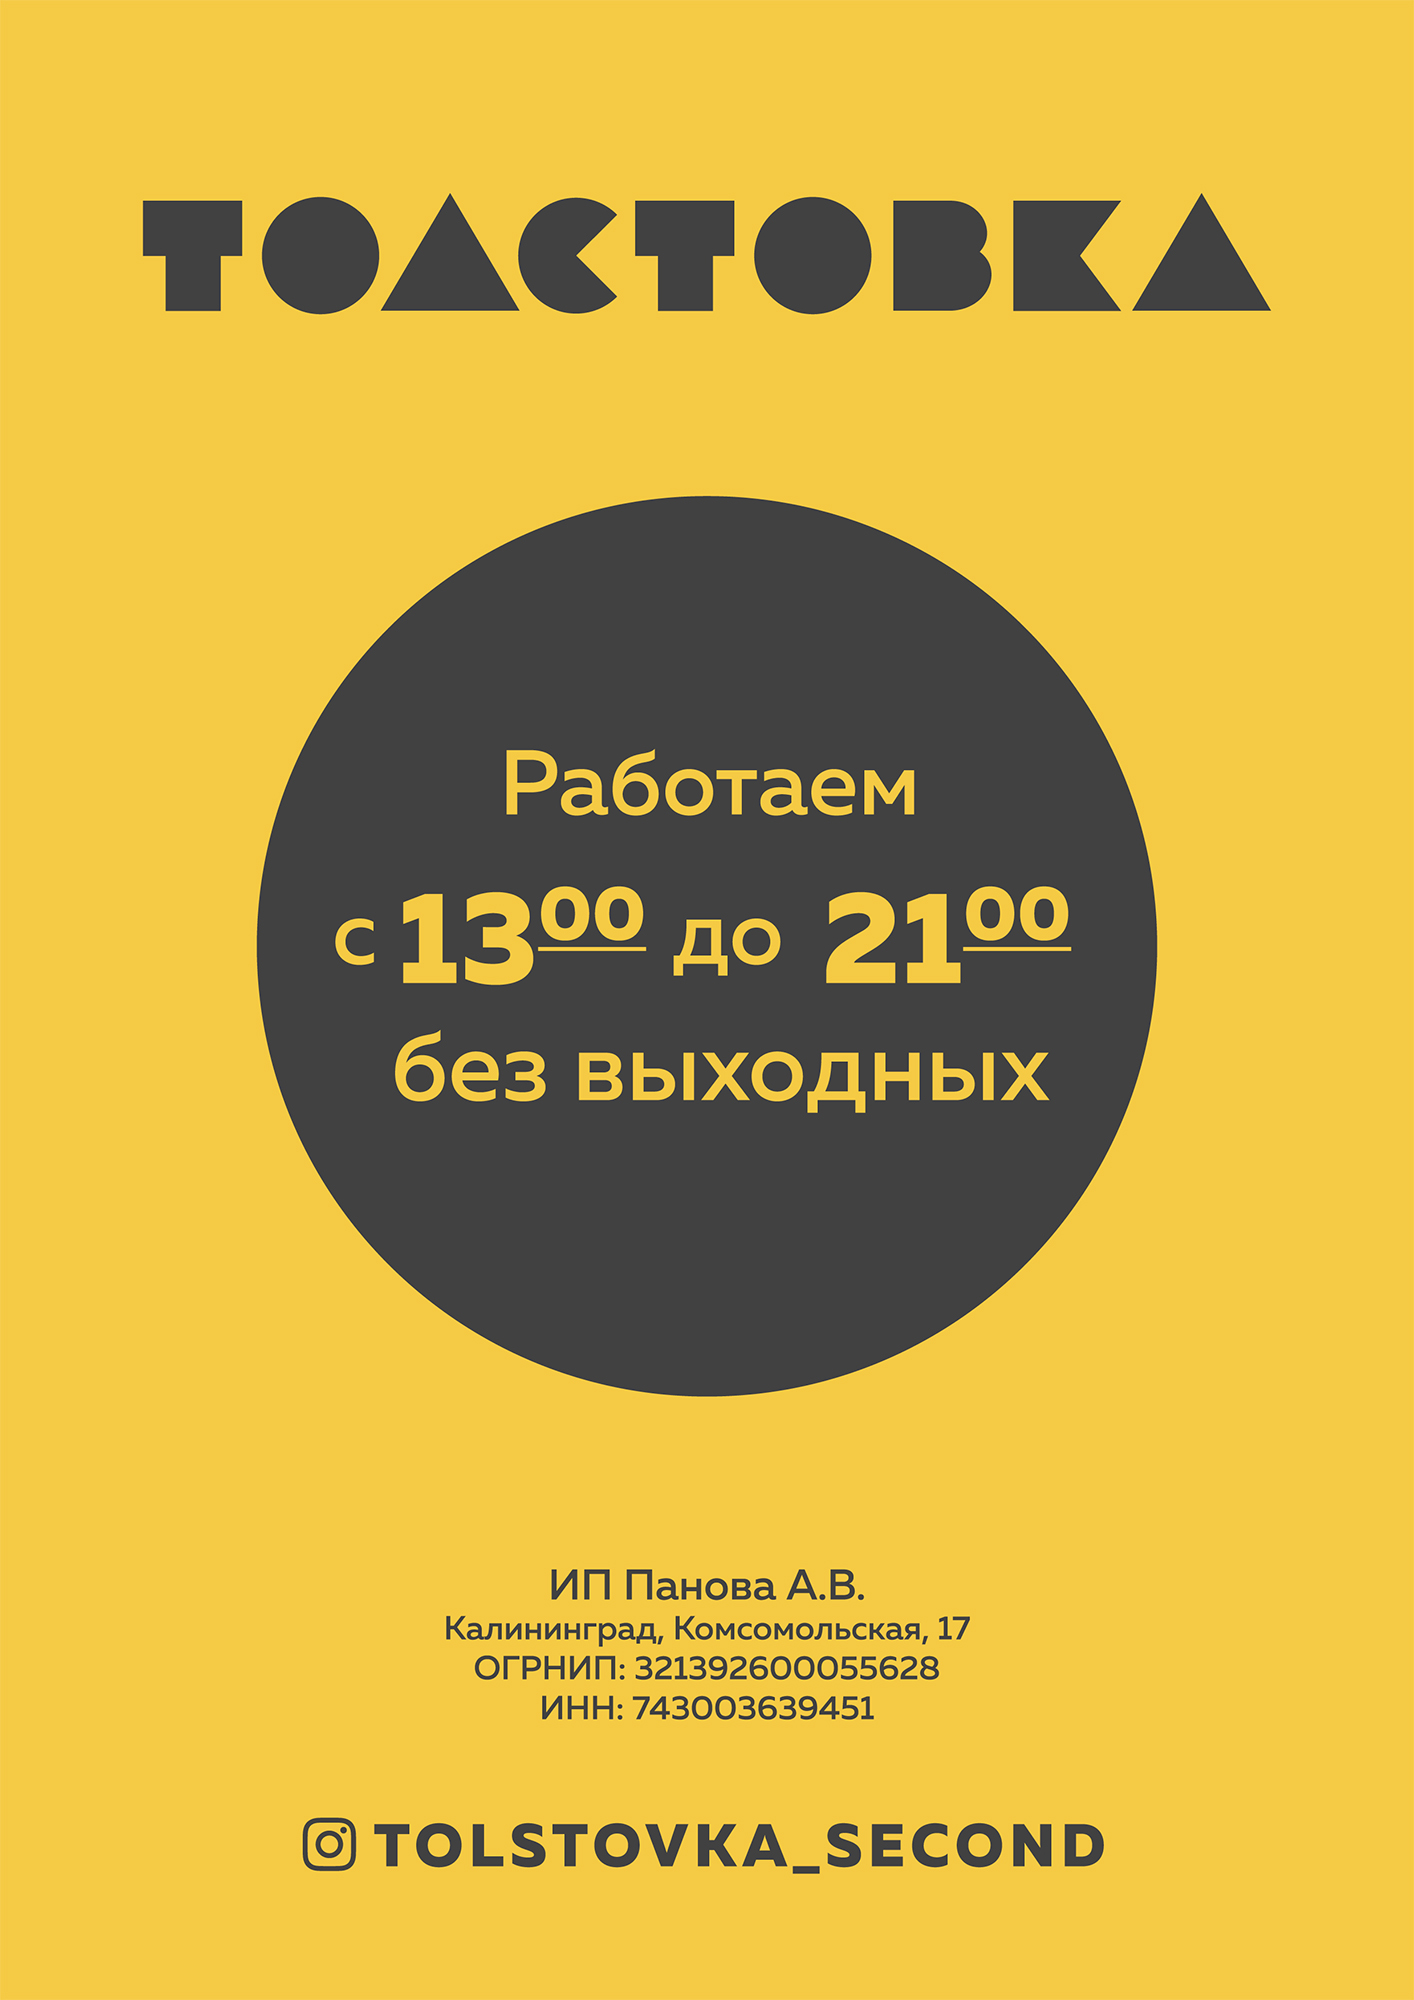 ТОЛСТОВКА
Работаем
с 13⁰⁰ до 21⁰⁰
без выходных
ИП Панова А.В.
Калининград, Комсомольская, 17
ОГРНИП: 321392600055628
ИНН: 743003639451
TOLSTOVKA_SECOND